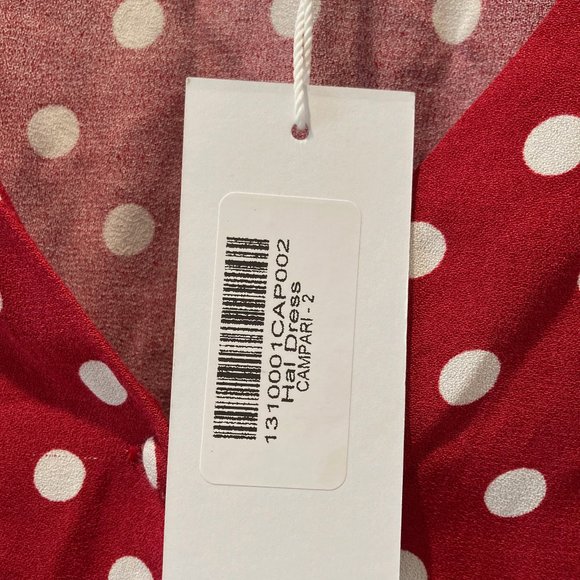 1310001CAP002
Hal Dress
CAMPARI - 2